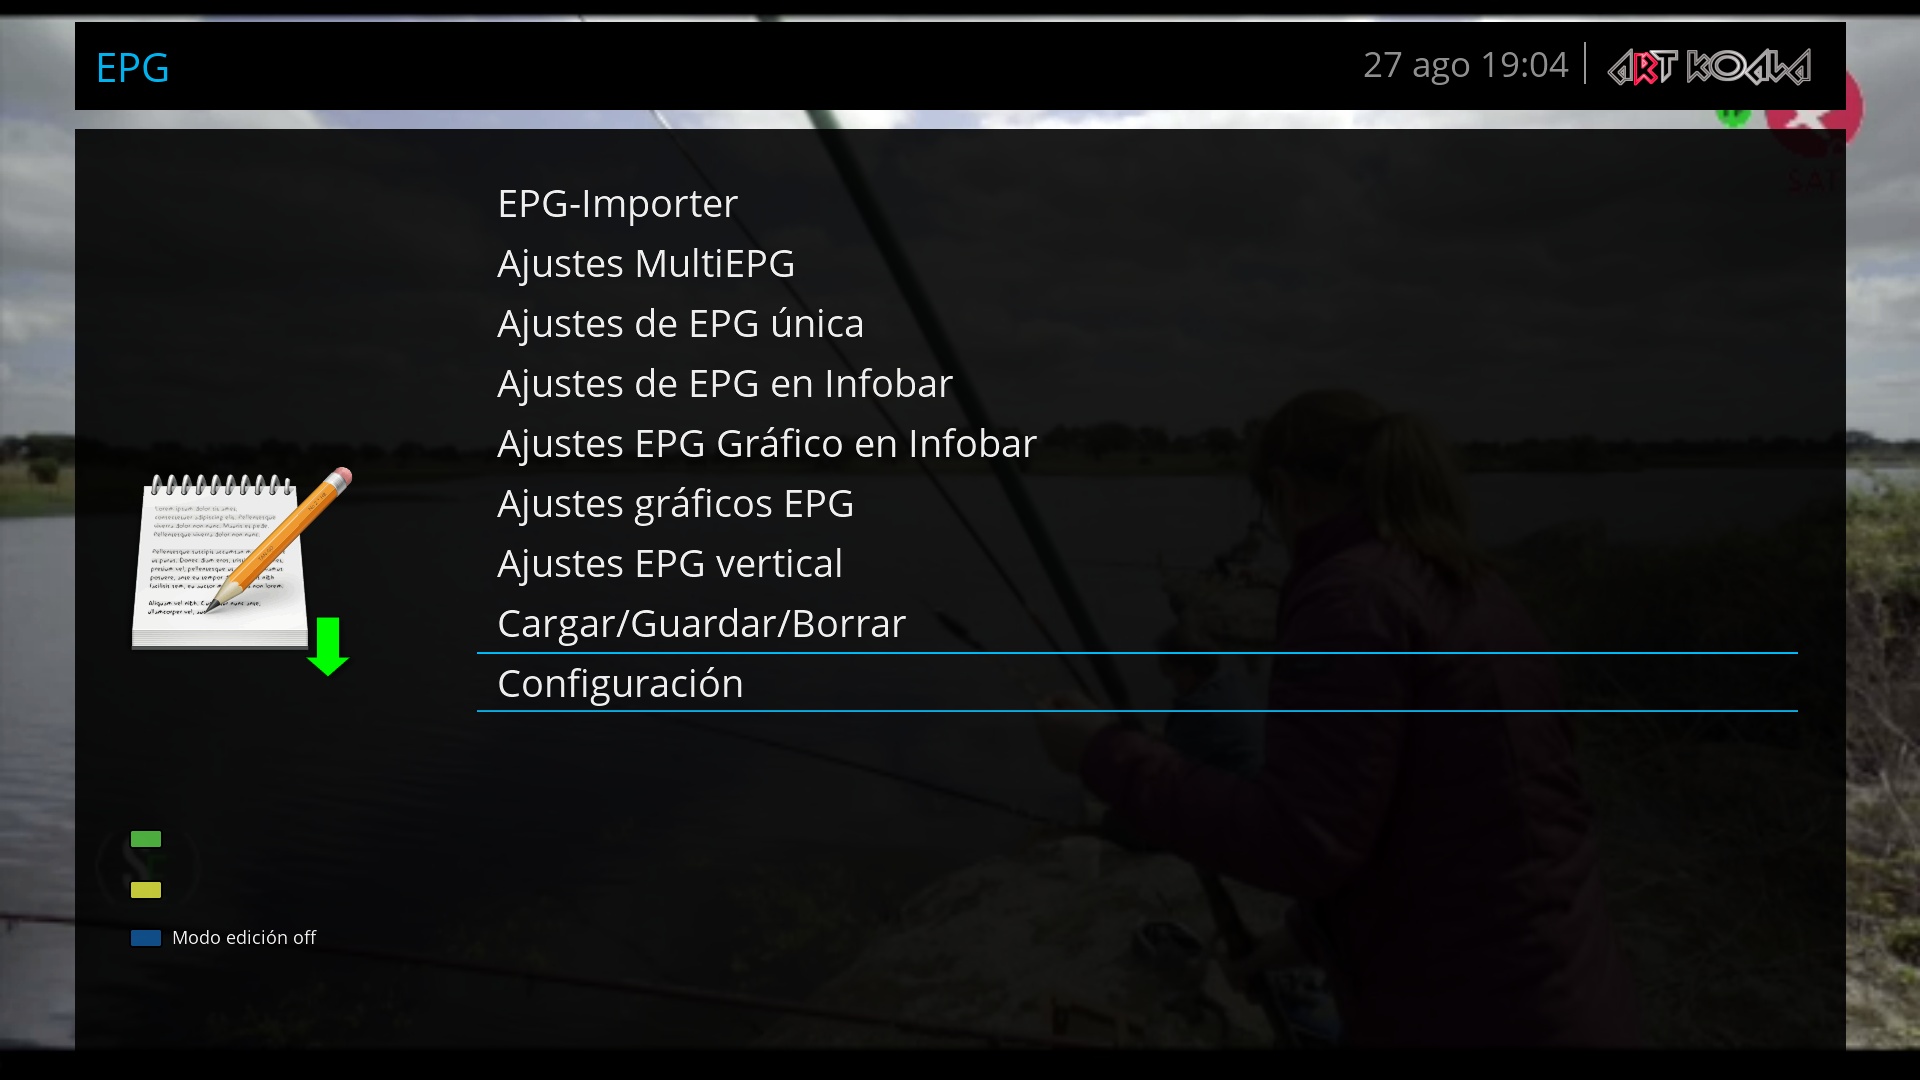 EPG
27 ago 19:04
ART KOALA
EPG-Importer
Ajustes MultiEPG
Ajustes de EPG única
Ajustes de EPG en Infobar
Ajustes EPG Gráfico en Infobar
Ajustes gráficos EPG
Ajustes EPG vertical
Cargar/Guardar/Borrar
Configuración
Modo edición off